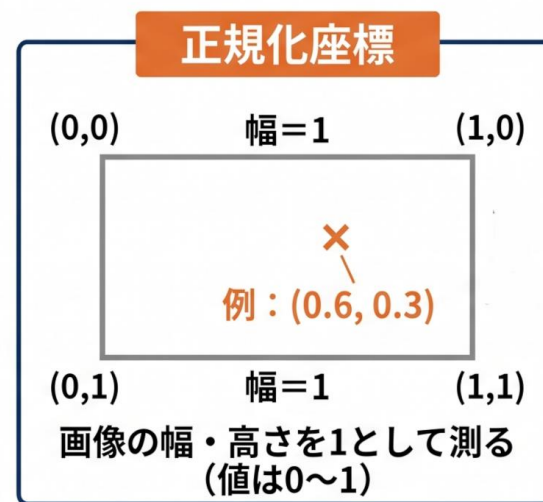 正規化座標
(0,0) 幅＝1 (1,0)
×
例：(0.6, 0.3)
(0,1) 幅＝1 (1,1)
画像の幅・高さを1として測る
（値は0〜1）